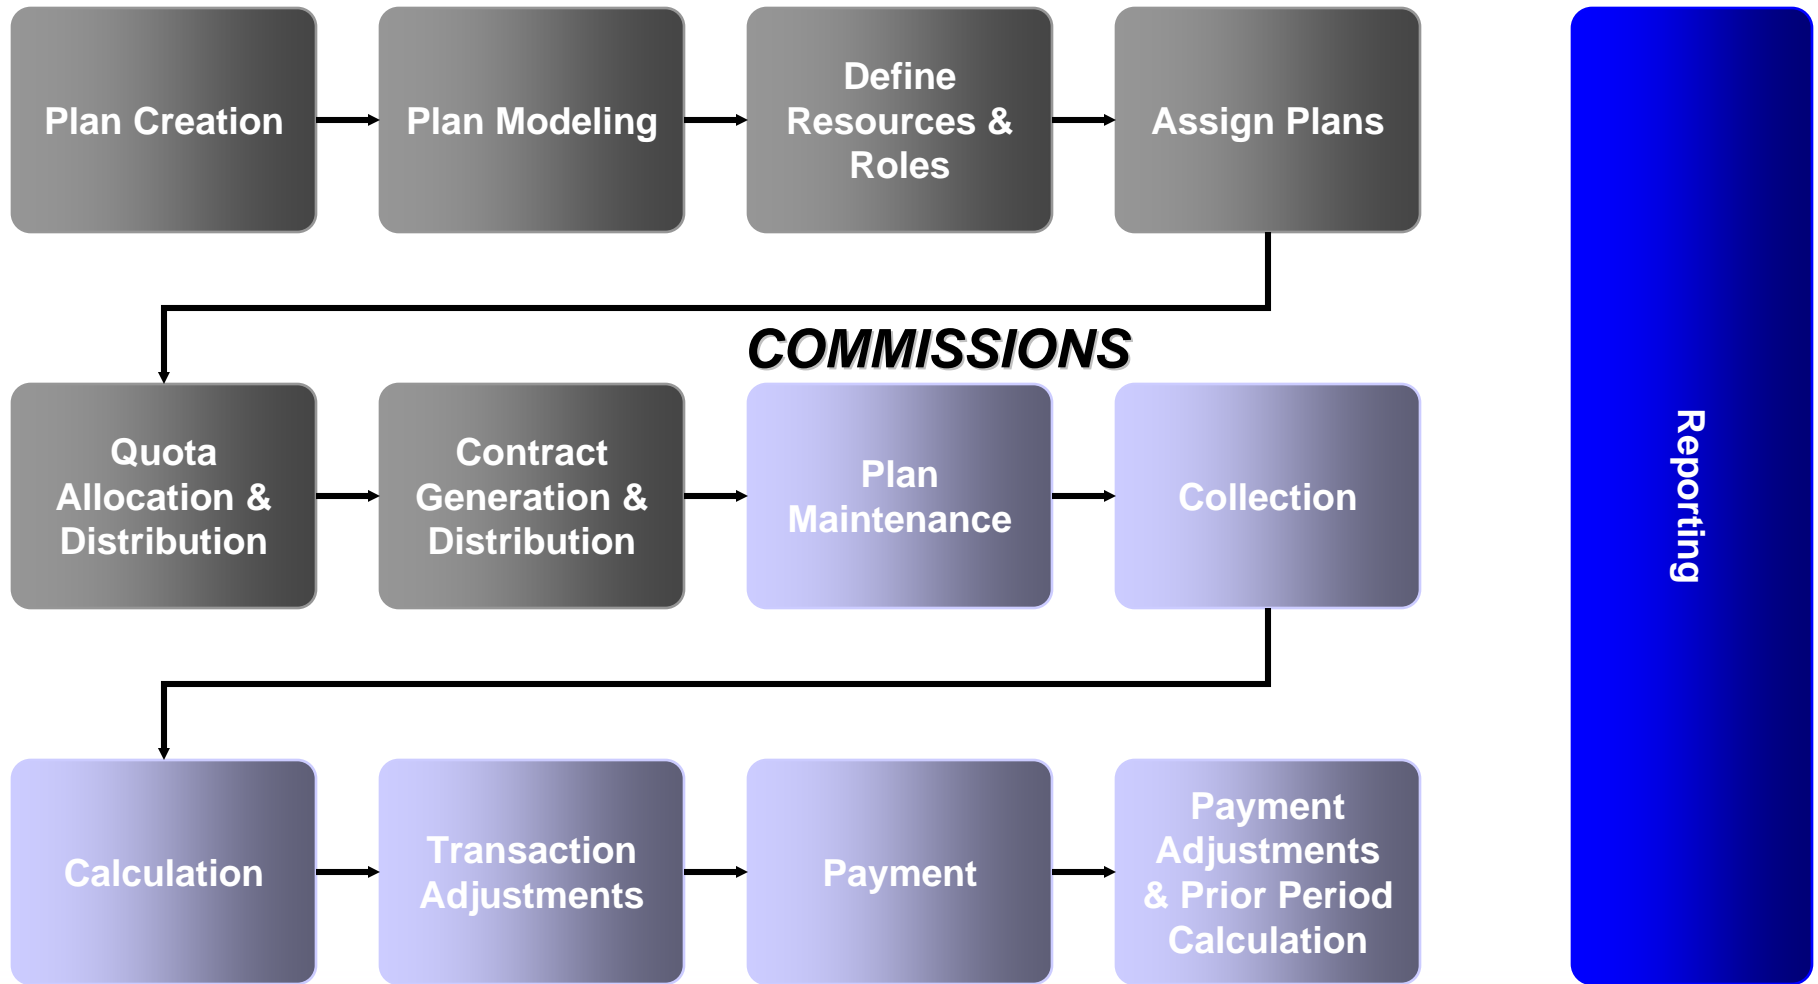 Plan Creation
Plan Modeling
Define
Resources &
Roles
Assign Plans
COMMISSIONS
Quota
Allocation &
Distribution
Contract
Generation &
Distribution
Plan
Maintenance
Collection
Calculation
Transaction
Adjustments
Payment
Payment
Adjustments
& Prior Period
Calculation
Reporting